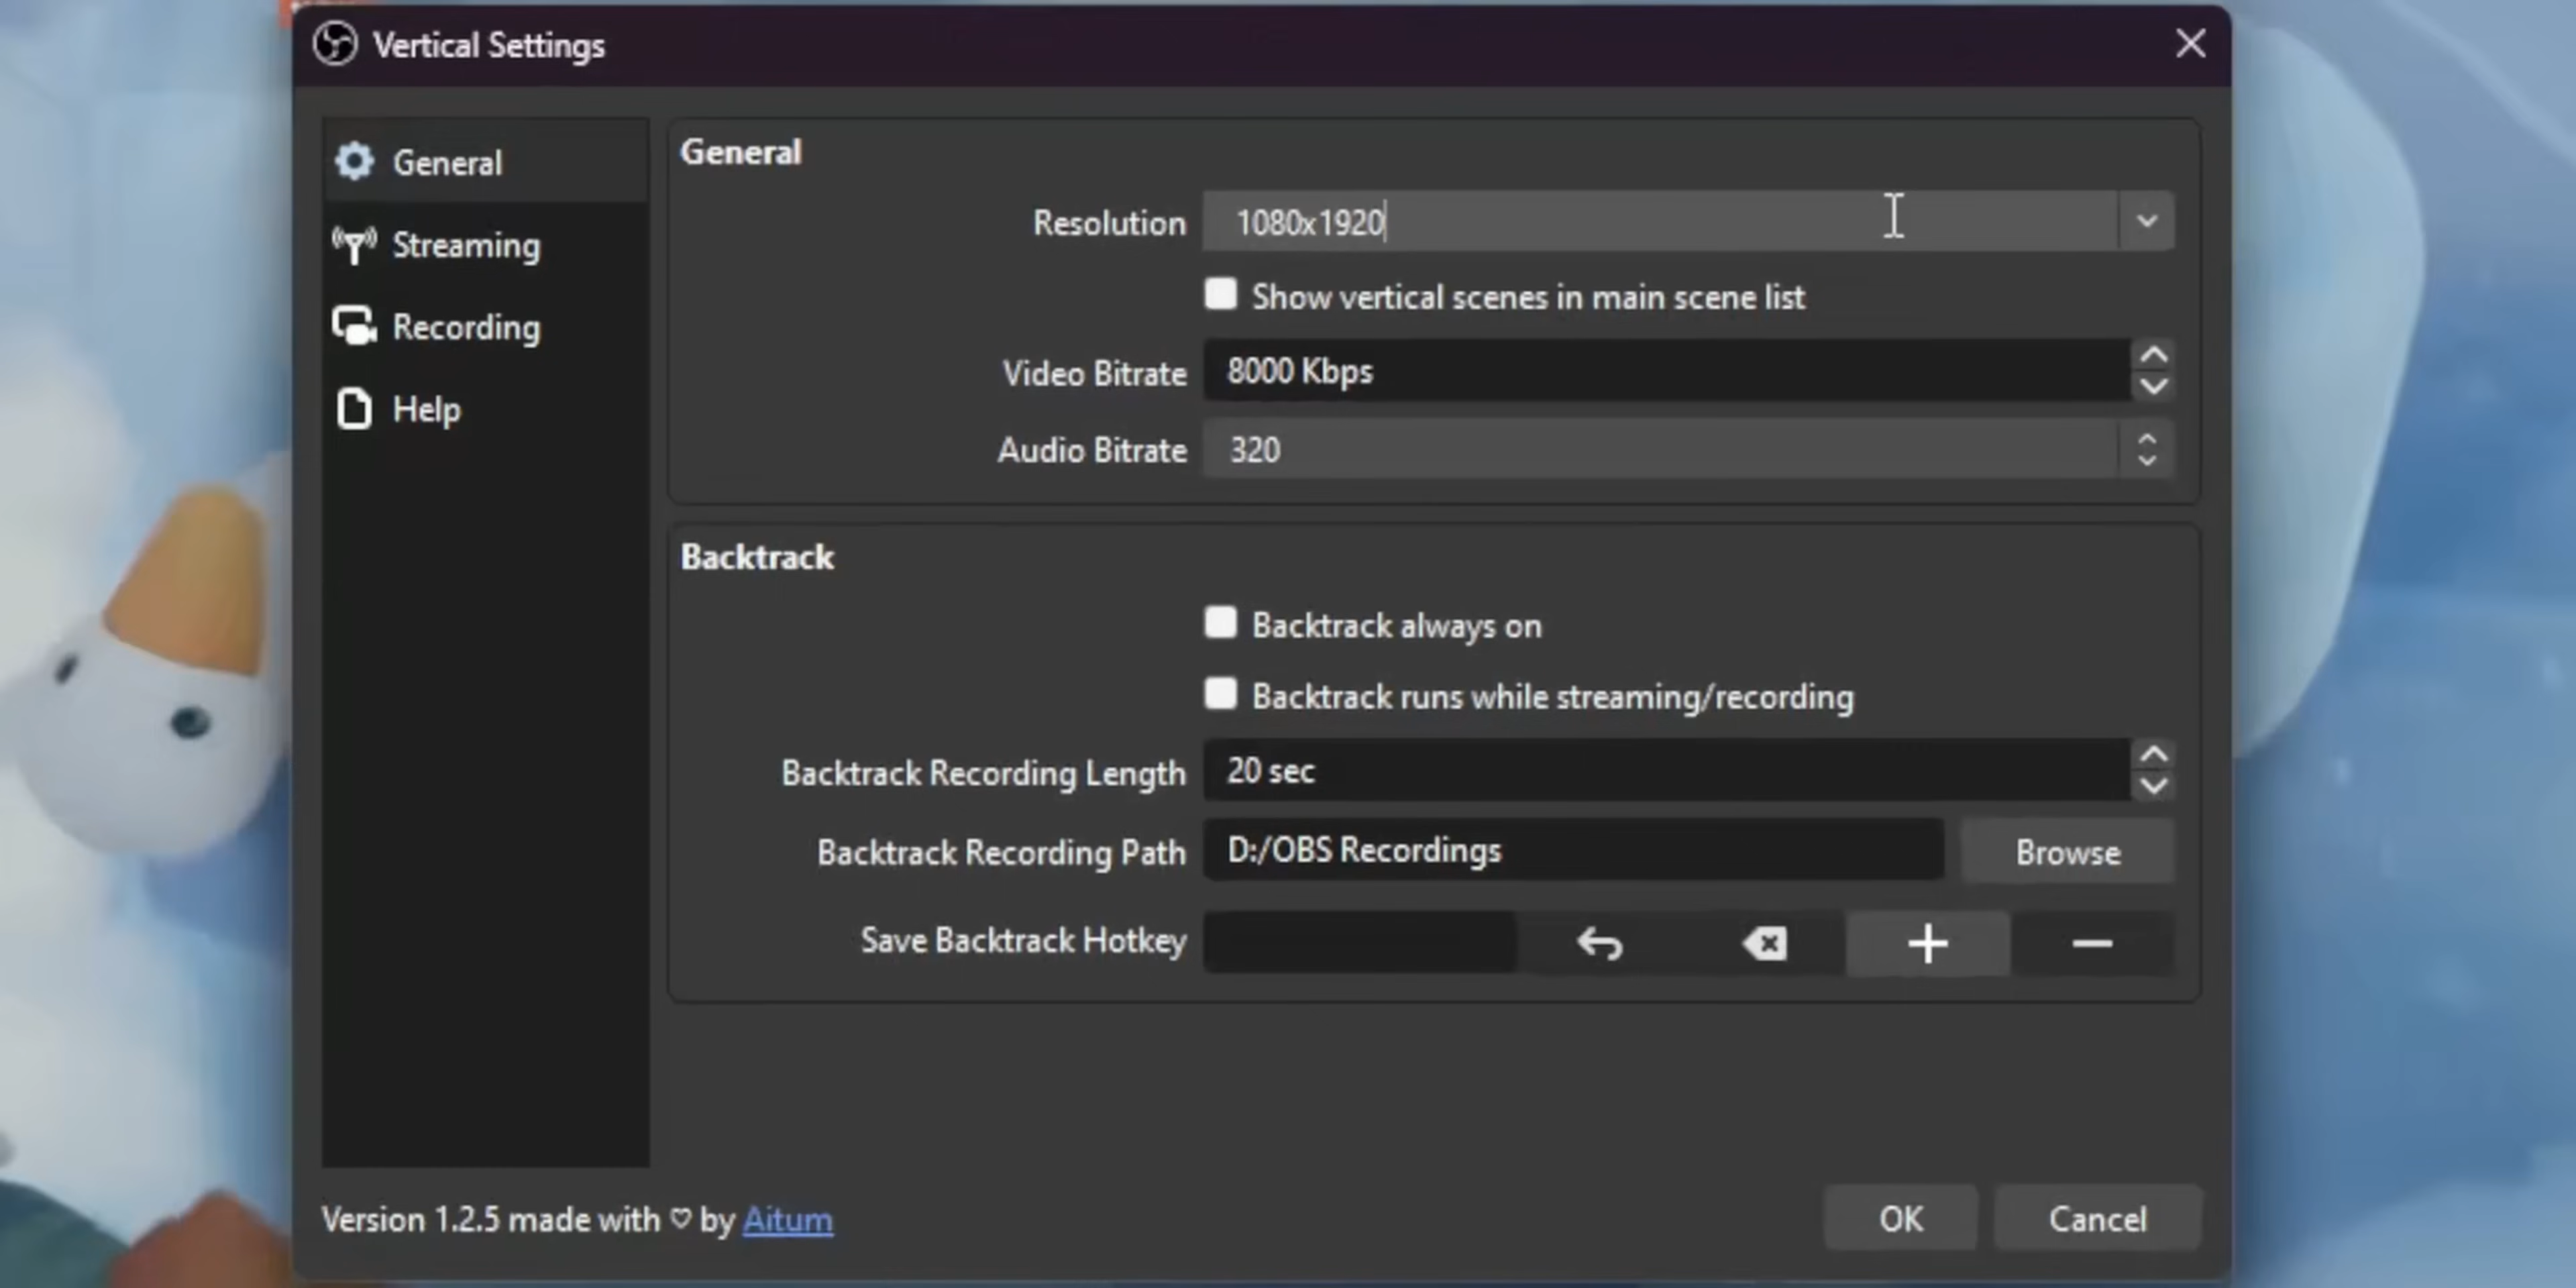 Vertical Settings
General
Streaming
Recording
Help
General
Resolution 1080x1920
Show vertical scenes in main scene list
Video Bitrate 8000 Kbps
Audio Bitrate 320
Backtrack
Backtrack always on
Backtrack runs while streaming/recording
Backtrack Recording Length 20 sec
Backtrack Recording Path D:/OBS Recordings Browse
Save Backtrack Hotkey
Version 1.2.5 made with ♡ by Aitum
OK Cancel